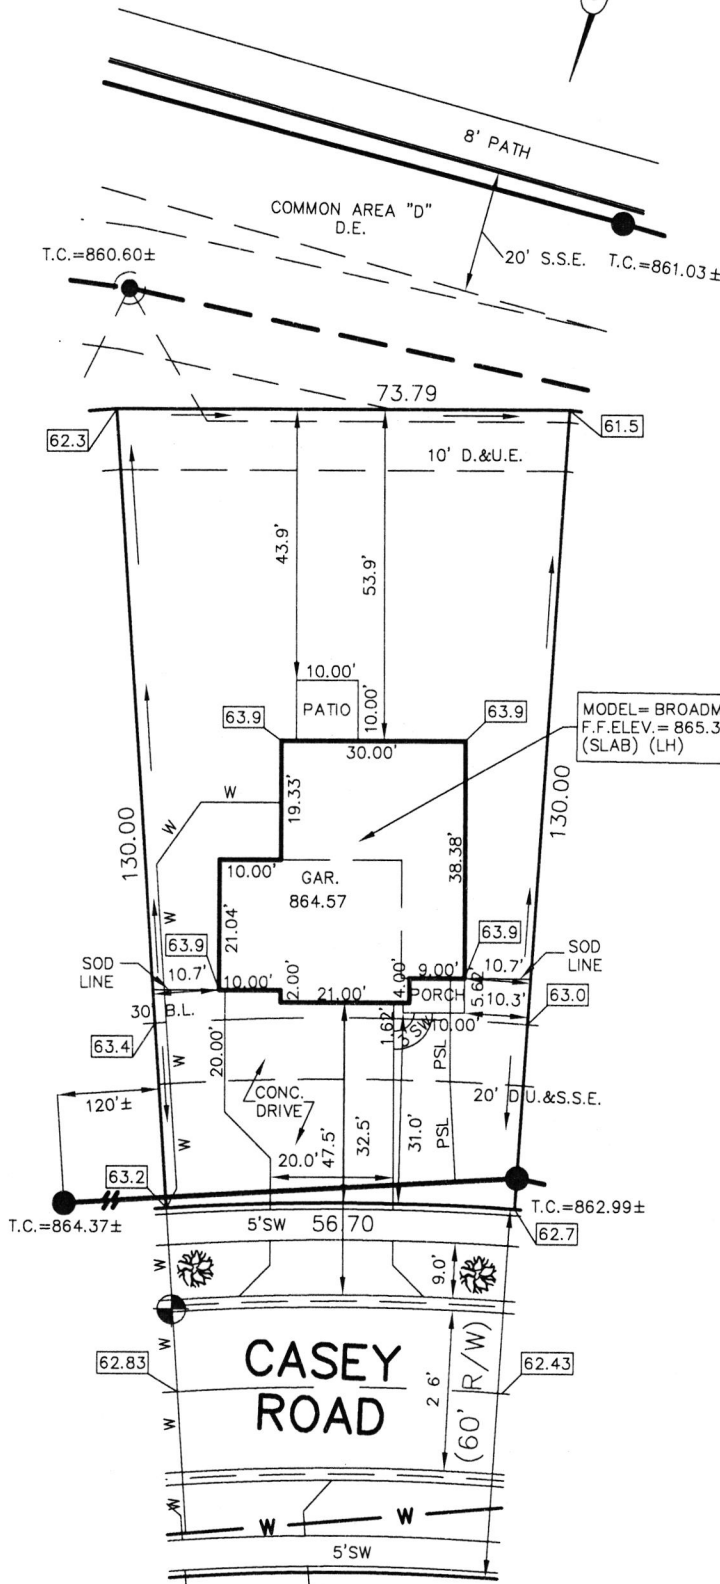 8' PATH
COMMON AREA "D"
D.E.
T.C.=860.60±
20' S.S.E.
T.C.=861.03±
73.79
62.3
61.5
10' D.&U.E.
43.9'
53.9'
10.00'
PATIO
10.00'
63.9
63.9
30.00'
MODEL= BROADM
F.F.ELEV.= 865.3
(SLAB) (LH)
W
19.33'
W
130.00
130.00
10.00'
GAR.
864.57
38.38'
21.04'
W
63.9
63.9
SOD
LINE
SOD
LINE
10.7'
10.00'
2.00'
21.00'
4.00'
9.00'
PORCH
5.62'
10.7'
10.3'
63.0
30' B.L.
W
63.4
20.00'
1.62'
3'SW
10.00'
PSL
W
120'±
CONC.
DRIVE
20' D.U.&S.S.E.
47.5'
32.5'
31.0'
PSL
W
20.0'
63.2
T.C.=864.37±
T.C.=862.99±
5'SW
56.70
62.7
W
9.0'
W
CASEY
ROAD
62.83
62.43
2 6'
(60' R/W)
W
W
W
W
5'SW